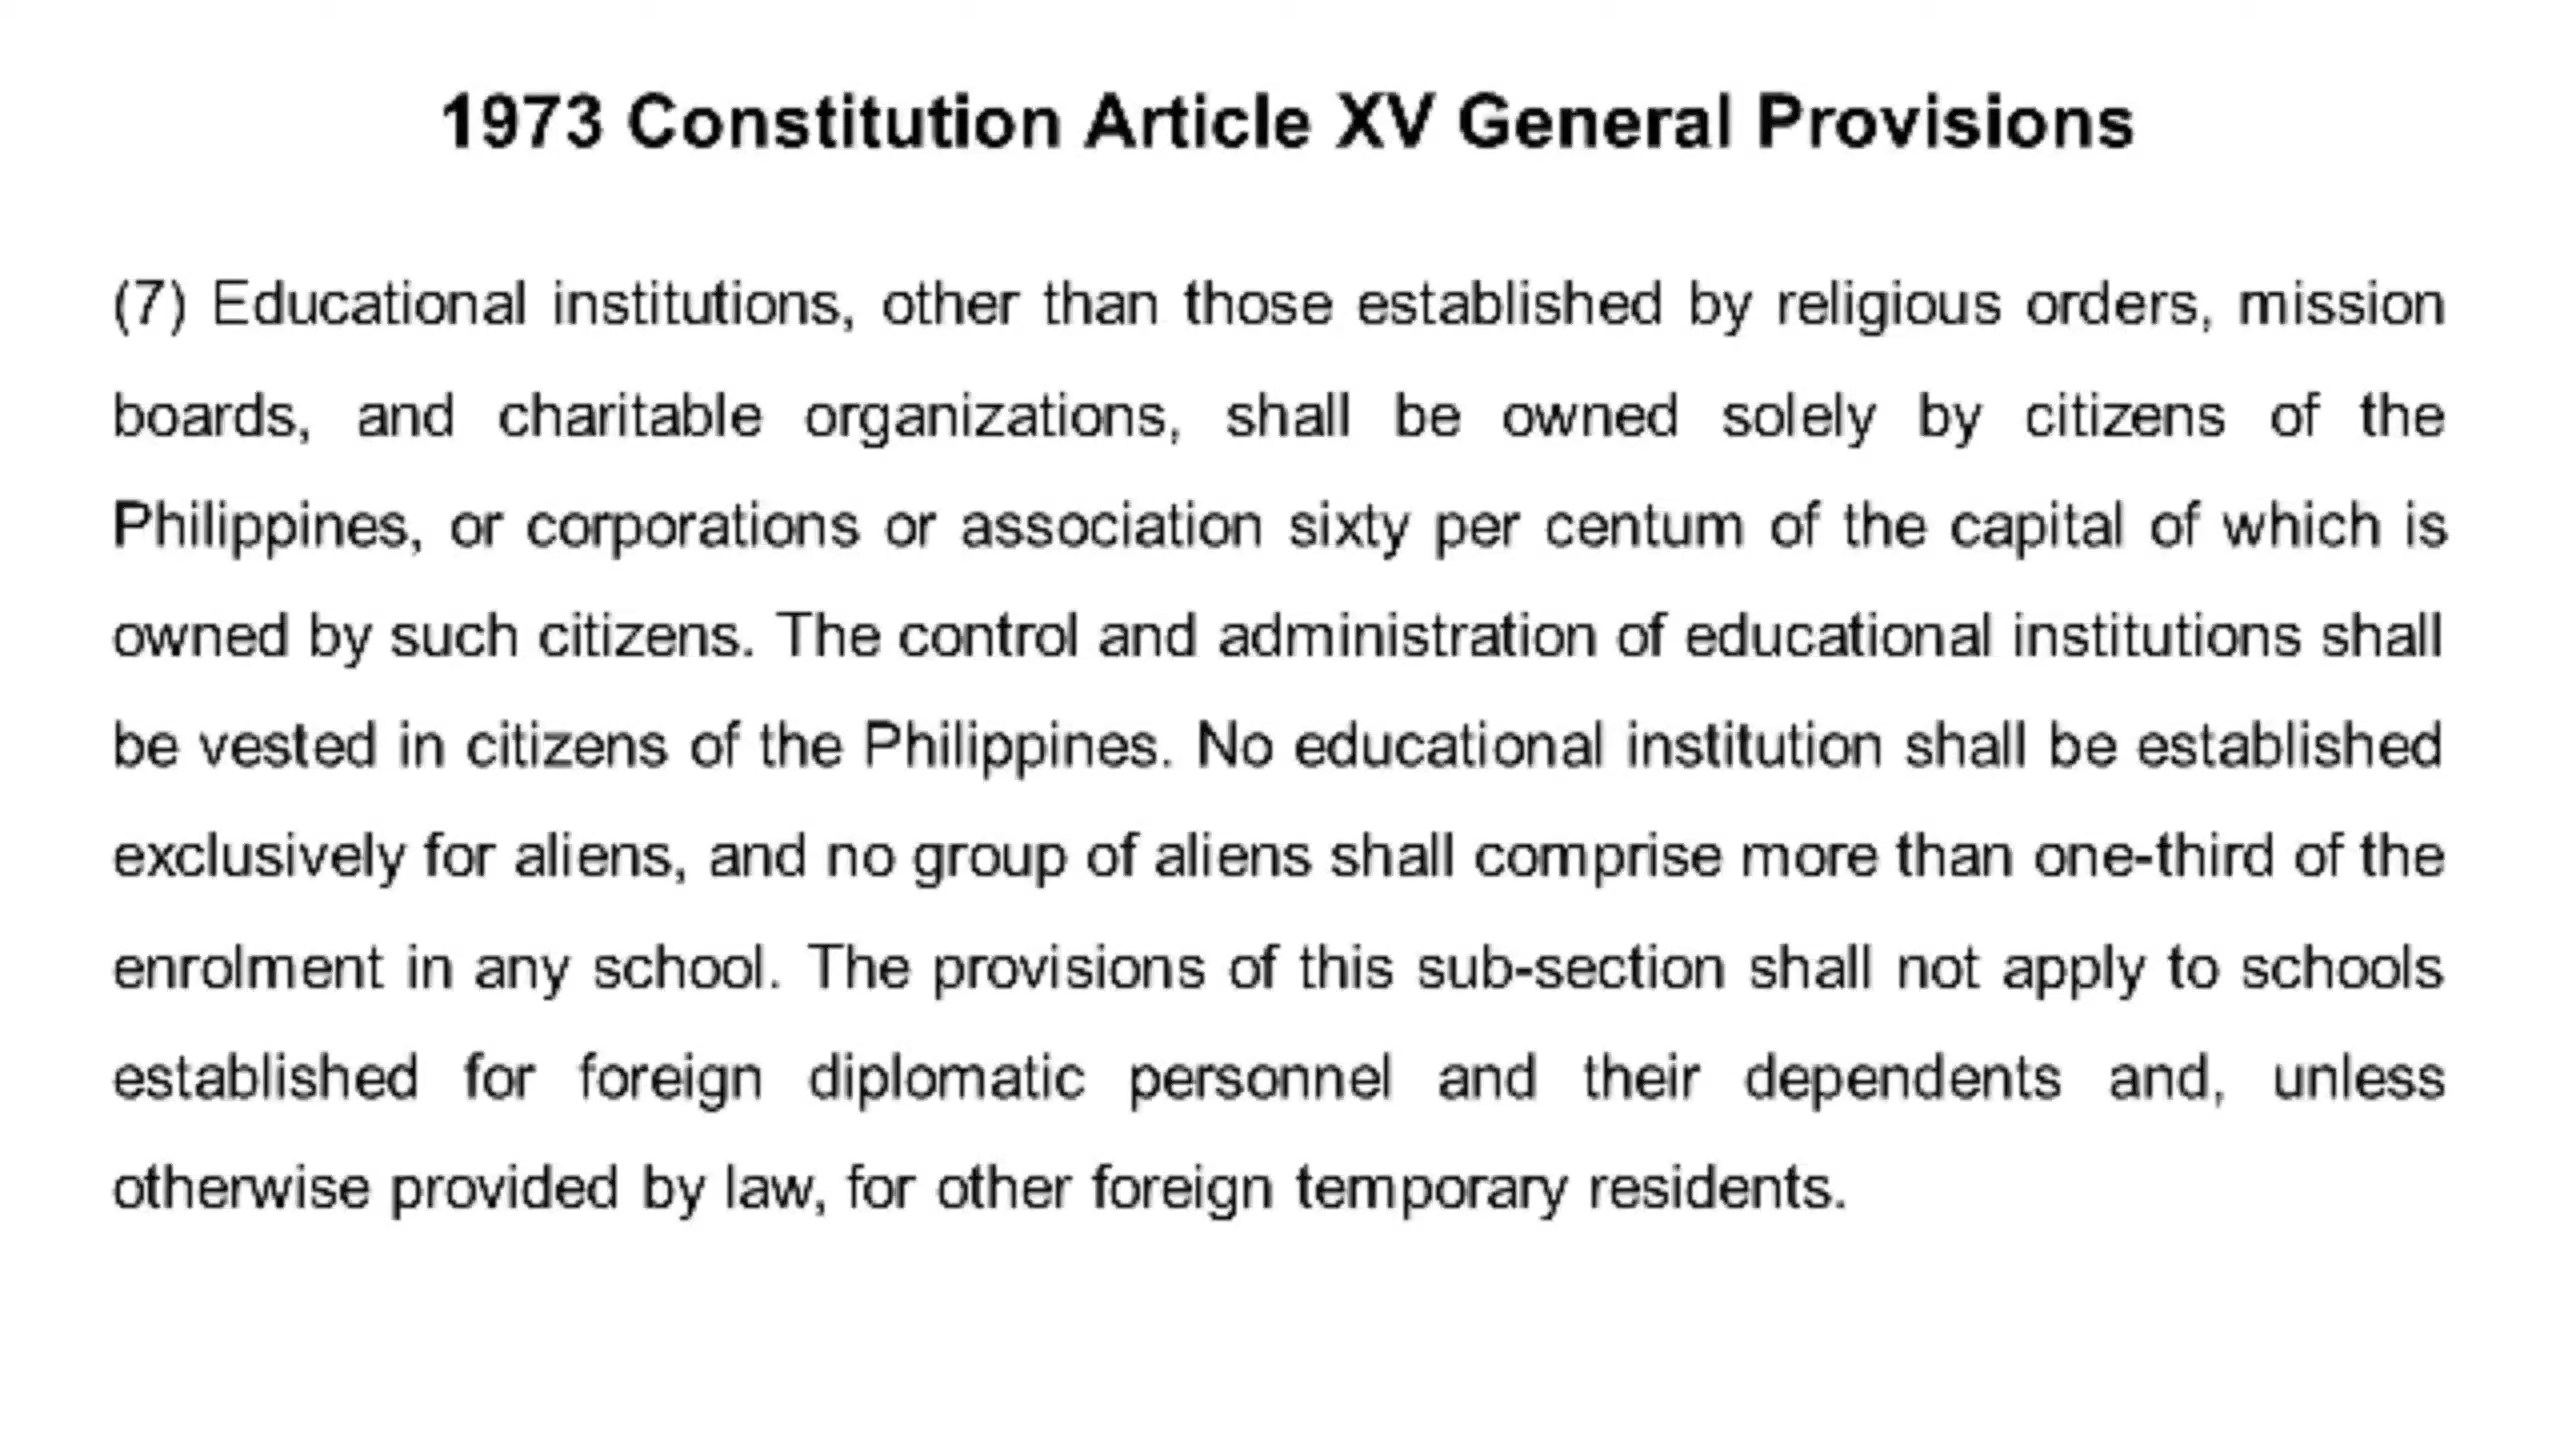 1973 Constitution Article XV General Provisions
(7) Educational institutions, other than those established by religious orders, mission
boards, and charitable organizations, shall be owned solely by citizens of the
Philippines, or corporations or association sixty per centum of the capital of which is
owned by such citizens. The control and administration of educational institutions shall
be vested in citizens of the Philippines. No educational institution shall be established
exclusively for aliens, and no group of aliens shall comprise more than one-third of the
enrolment in any school. The provisions of this sub-section shall not apply to schools
established for foreign diplomatic personnel and their dependents and, unless
otherwise provided by law, for other foreign temporary residents.